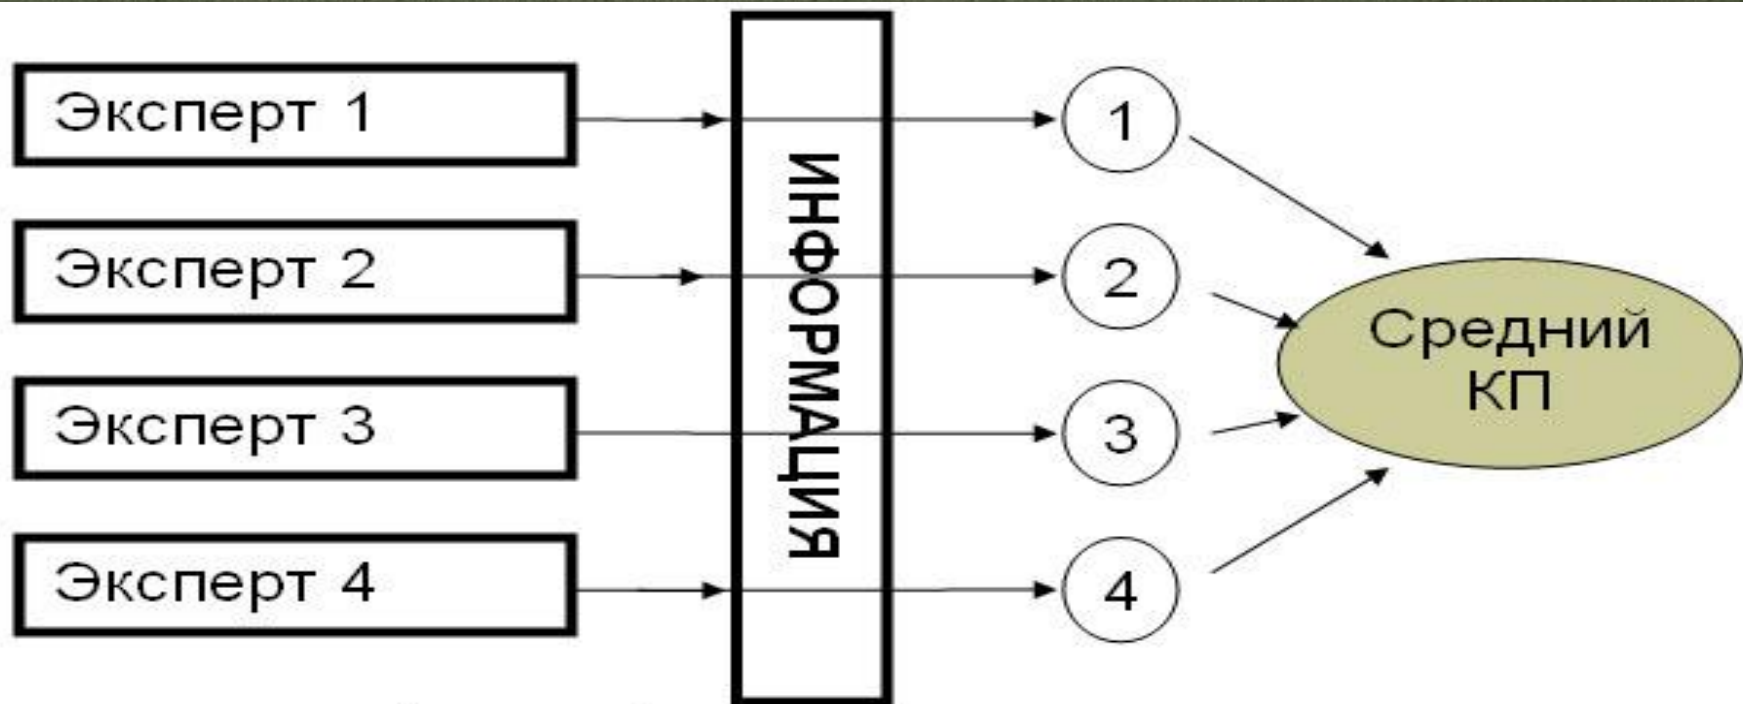 Эксперт 1
Эксперт 2
Эксперт 3
Эксперт 4
ИНФОРМАЦИЯ
1
2
3
4
Средний
КП